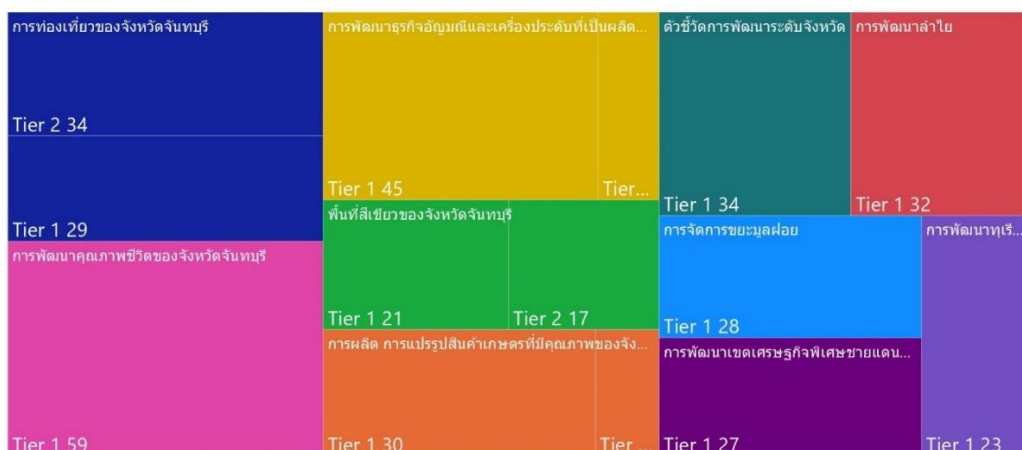 การท่องเที่ยวของจังหวัดจันทบุรี
Tier 2 34
Tier 1 29
การพัฒนาคุณภาพชีวิตของจังหวัดจันทบุรี
Tier 1 59
การพัฒนาธุรกิจอัญมณีและเครื่องประดับที่เป็นผลิต...
Tier 1 45
Tier...
พื้นที่สีเขียวของจังหวัดจันทบุรี
Tier 1 21
Tier 2 17
การผลิต การแปรรูปสินค้าเกษตรที่มีคุณภาพของจัง...
Tier 1 30
Tier ...
ตัวชี้วัดการพัฒนาระดับจังหวัด
Tier 1 34
การพัฒนาลำไย
Tier 1 32
การจัดการขยะมูลฝอย
Tier 1 28
การพัฒนาเขตเศรษฐกิจพิเศษชายแดน...
Tier 1 27
การพัฒนาทุเรี...
Tier 1 23